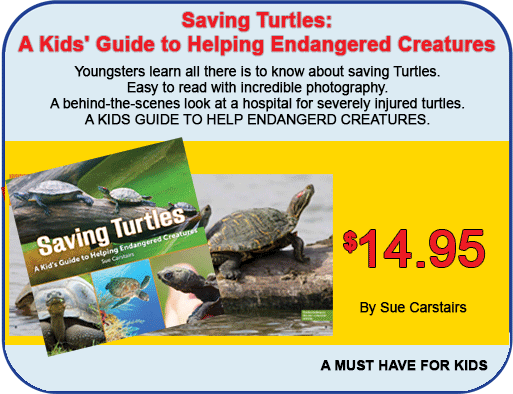 Saving Turtles:
A Kids' Guide to Helping Endangered Creatures
Youngsters learn all there is to know about saving Turtles.
Easy to read with incredible photography.
A behind-the-scenes look at a hospital for severely injured turtles.
A KIDS GUIDE TO HELP ENDANGERD CREATURES.
Saving Turtles
A Kid's Guide to Helping Endangered Creatures
Sue Carstairs
$14.95
By Sue Carstairs
A MUST HAVE FOR KIDS